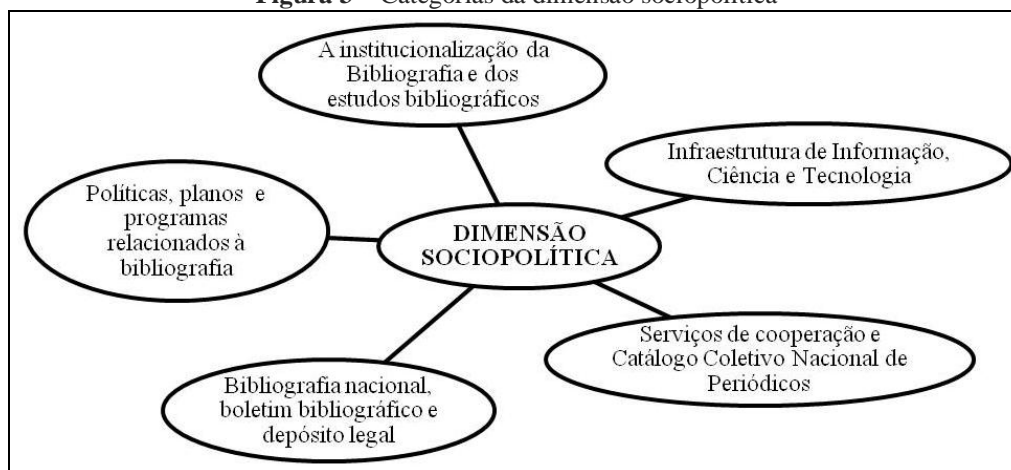 Figura 3 – Categorias da dimensão sociopolítica
A institucionalização da
Bibliografia e dos
estudos bibliográficos
Infraestrutura de Informação,
Ciência e Tecnologia
Políticas, planos e
programas
relacionados à
bibliografia
DIMENSÃO
SOCIOPOLÍTICA
Serviços de cooperação e
Catálogo Coletivo Nacional de
Periódicos
Bibliografia nacional,
boletim bibliográfico e
depósito legal